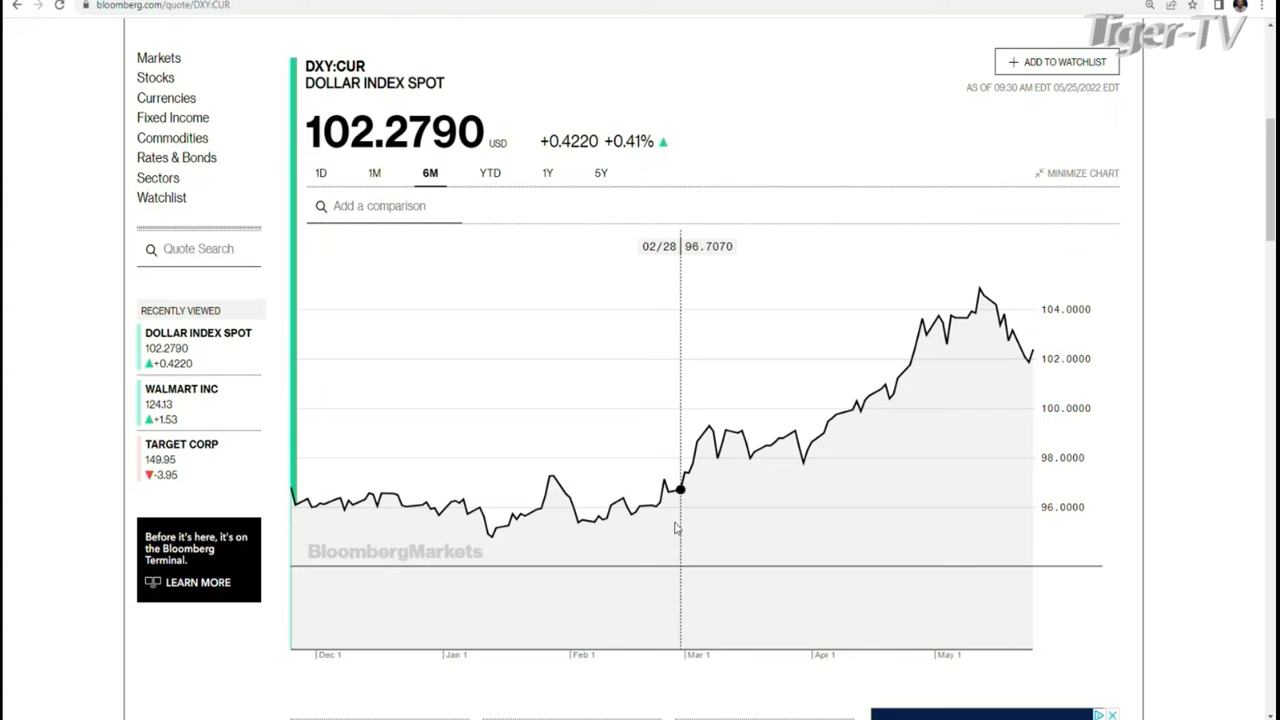 bloomberg.com/quote/DXY:CUR
Tiger-TV
Markets
Stocks
Currencies
Fixed Income
Commodities
Rates & Bonds
Sectors
Watchlist
Quote Search
RECENTLY VIEWED
DOLLAR INDEX SPOT
102.2790
+0.4220
WALMART INC
124.13
+1.53
TARGET CORP
149.95
-3.95
Before it's here, it's on
the Bloomberg
Terminal.
LEARN MORE
DXY:CUR
DOLLAR INDEX SPOT
+ ADD TO WATCHLIST
AS OF 09:30 AM EDT 05/25/2022 EDT
102.2790 USD +0.4220 +0.41%
1D 1M 6M YTD 1Y 5Y
MINIMIZE CHART
Add a comparison
02/28 96.7070
104.0000
102.0000
100.0000
98.0000
96.0000
BloombergMarkets
Dec 1 Jan 1 Feb 1 Mar 1 Apr 1 May 1